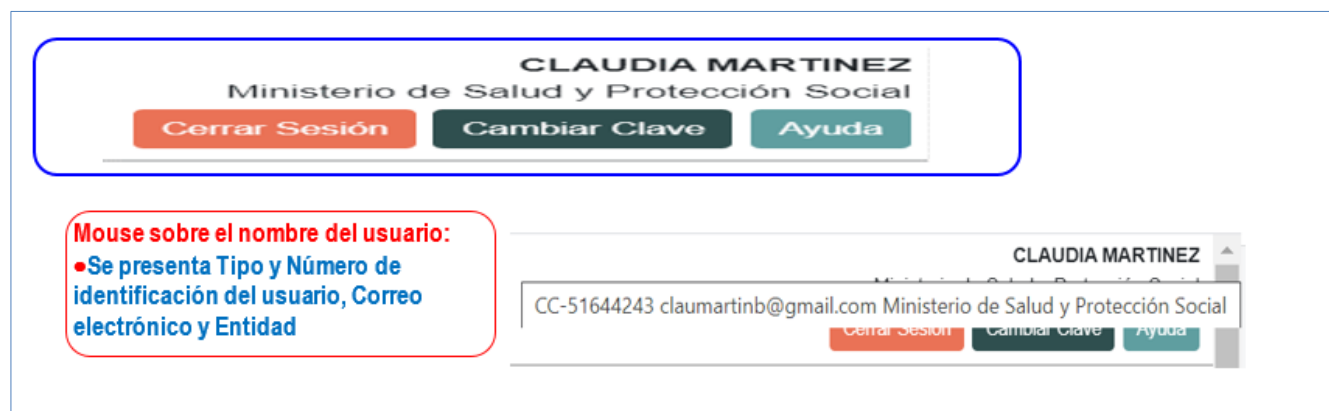 CLAUDIA MARTINEZ
Ministerio de Salud y Protección Social
Cerrar Sesión Cambiar Clave Ayuda
Mouse sobre el nombre del usuario:
●Se presenta Tipo y Número de
identificación del usuario, Correo
electrónico y Entidad
CLAUDIA MARTINEZ
CC-51644243 claumartinb@gmail.com Ministerio de Salud y Protección Social
Cerrar Sesión Cambiar Clave Ayuda